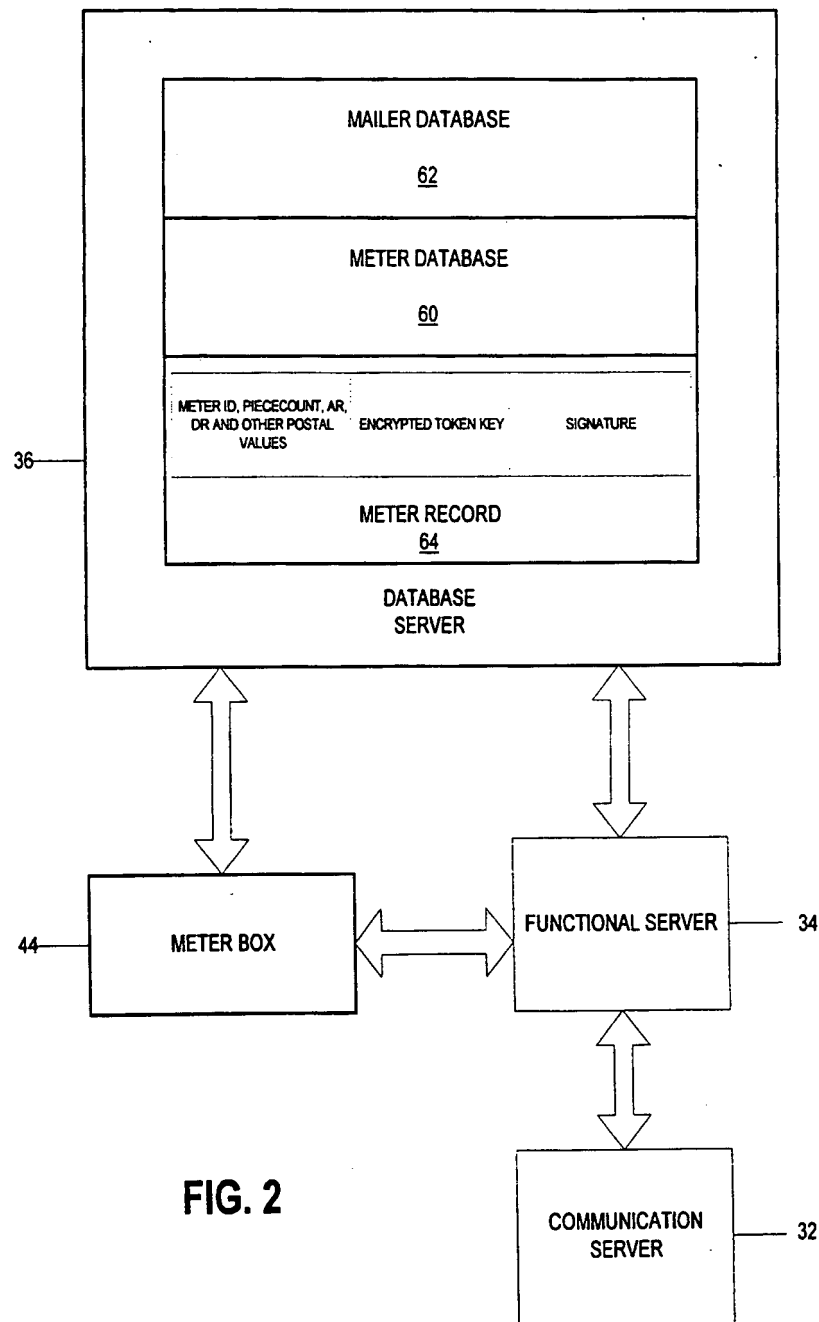 MAILER DATABASE
62
METER DATABASE
60
METER ID, PIECECOUNT, AR,
DR AND OTHER POSTAL
VALUES
ENCRYPTED TOKEN KEY
SIGNATURE
36
METER RECORD
64
DATABASE
SERVER
44
METER BOX
FUNCTIONAL SERVER
34
FIG. 2
COMMUNICATION
SERVER
32